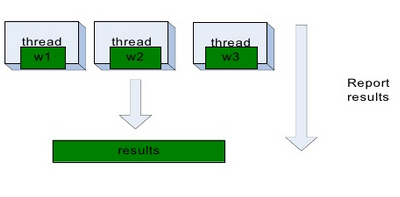 thread
w1
thread
w2
thread
w3
Report
results
results